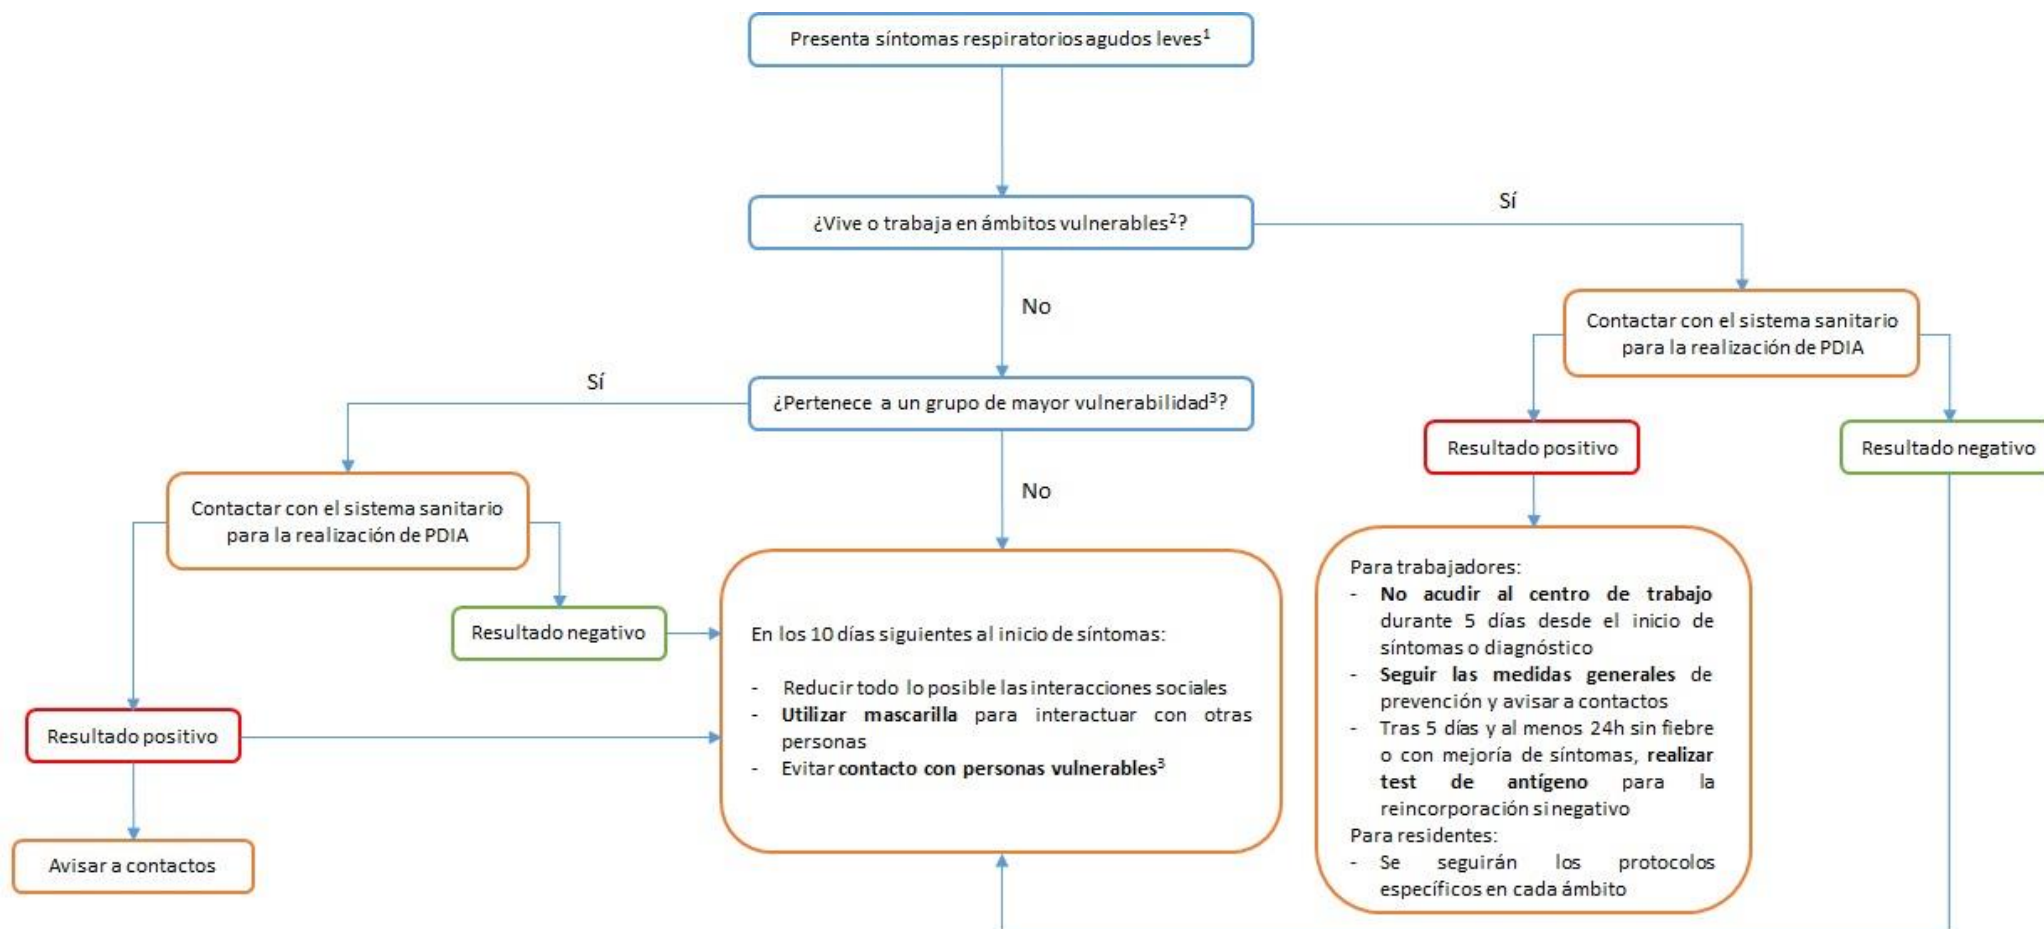 Presenta síntomas respiratorios agudos leves¹
¿Vive o trabaja en ámbitos vulnerables²?
Sí
No
Contactar con el sistema sanitario
para la realización de PDIA
¿Pertenece a un grupo de mayor vulnerabilidad³?
Sí
No
Resultado positivo
Resultado negativo
Contactar con el sistema sanitario
para la realización de PDIA
Resultado negativo
Resultado positivo
Avisar a contactos
En los 10 días siguientes al inicio de síntomas:
- Reducir todo lo posible las interacciones sociales
- Utilizar mascarilla para interactuar con otras
personas
- Evitar contacto con personas vulnerables³
Para trabajadores:
- No acudir al centro de trabajo
durante 5 días desde el inicio de
síntomas o diagnóstico
- Seguir las medidas generales de
prevención y avisar a contactos
- Tras 5 días y al menos 24h sin fiebre
o con mejoría de síntomas, realizar
test de antígeno para la
reincorporación si negativo
Para residentes:
- Se seguirán los protocolos
específicos en cada ámbito